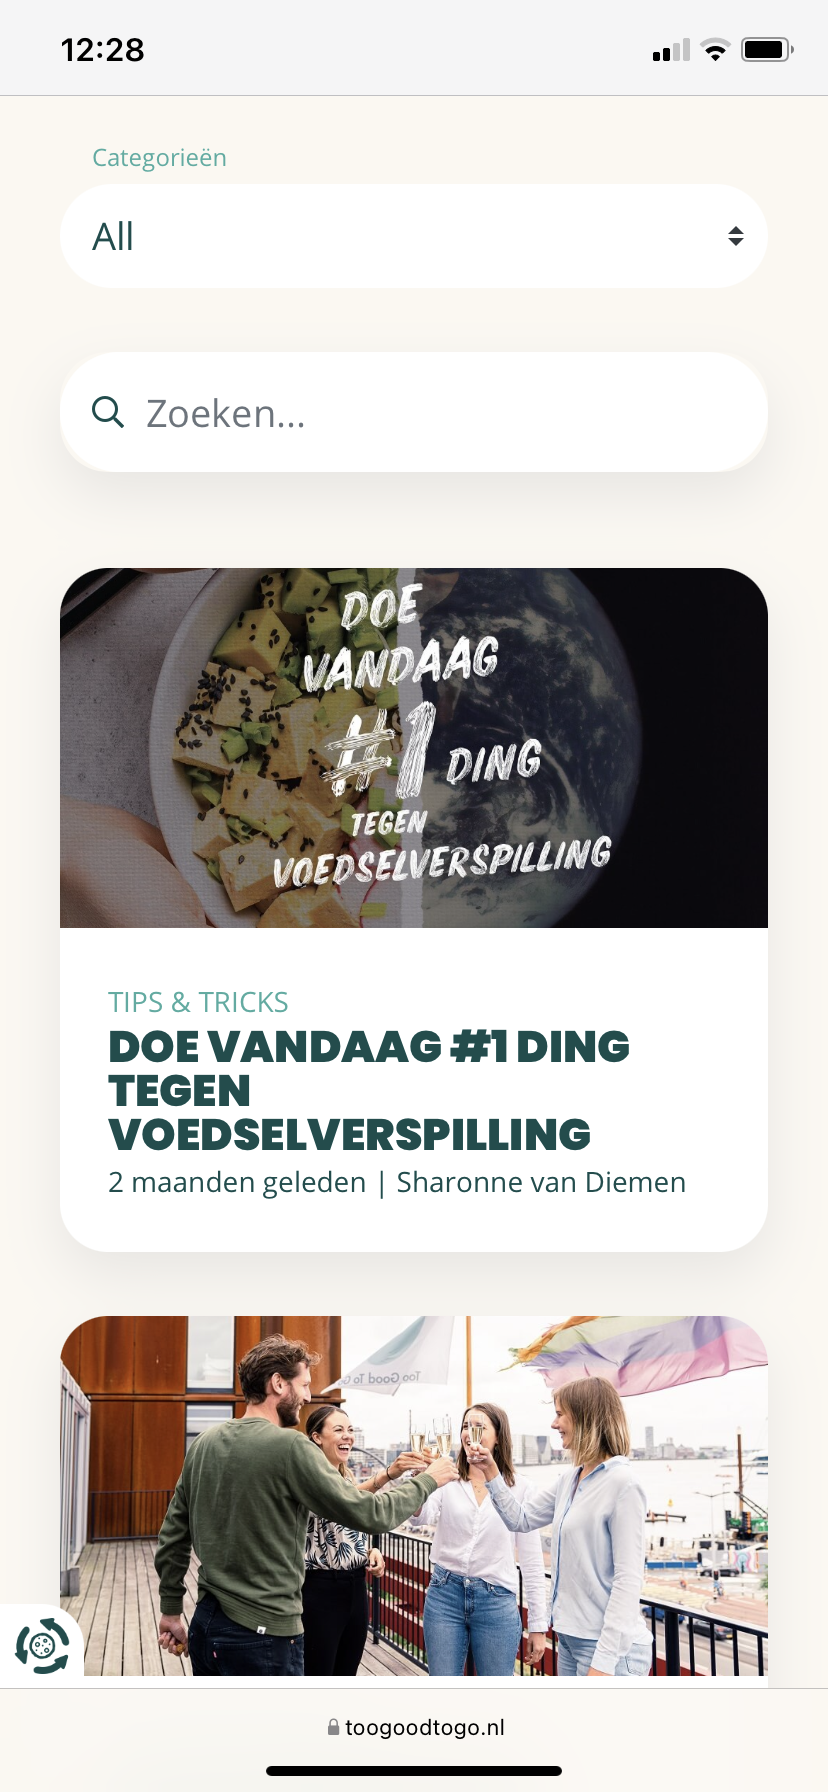 12:28
Categorieën
All
Zoeken...
DOE
VANDAAG
#1 DING
TEGEN
VOEDSELVERSPILLING
TIPS & TRICKS
DOE VANDAAG #1 DING
TEGEN
VOEDSELVERSPILLING
2 maanden geleden | Sharonne van Diemen
Too Good To G
toogoodtogo.nl